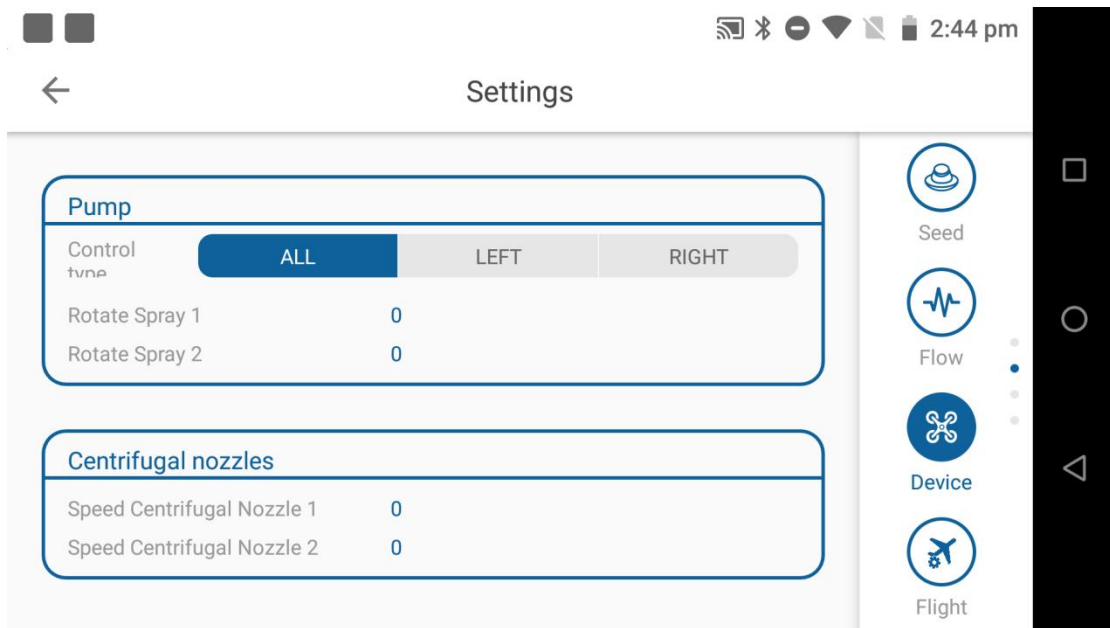 2:44 pm
Settings
Pump
Control type
ALL
LEFT
RIGHT
Rotate Spray 1
0
Rotate Spray 2
0
Centrifugal nozzles
Speed Centrifugal Nozzle 1
0
Speed Centrifugal Nozzle 2
0
Seed
Flow
Device
Flight